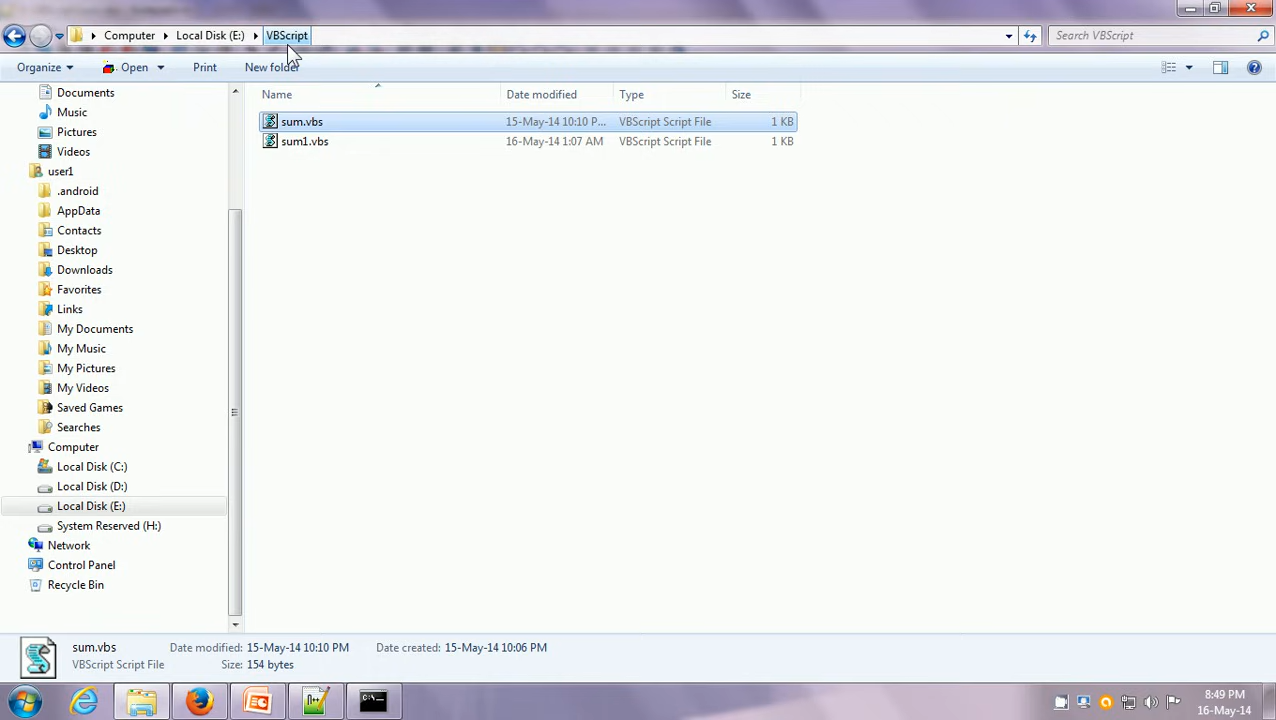 Computer Local Disk (E:) VBScript Search VBScript
Organize Open Print New folder
Name Date modified Type Size
sum.vbs 15-May-14 10:10 P... VBScript Script File 1 KB
sum1.vbs 16-May-14 1:07 AM VBScript Script File 1 KB
Documents
Music
Pictures
Videos
user1
.android
AppData
Contacts
Desktop
Downloads
Favorites
Links
My Documents
My Music
My Pictures
My Videos
Saved Games
Searches
Computer
Local Disk (C:)
Local Disk (D:)
Local Disk (E:)
System Reserved (H:)
Network
Control Panel
Recycle Bin
sum.vbs Date modified: 15-May-14 10:10 PM Date created: 15-May-14 10:06 PM
VBScript Script File Size: 154 bytes
8:49 PM
16-May-14